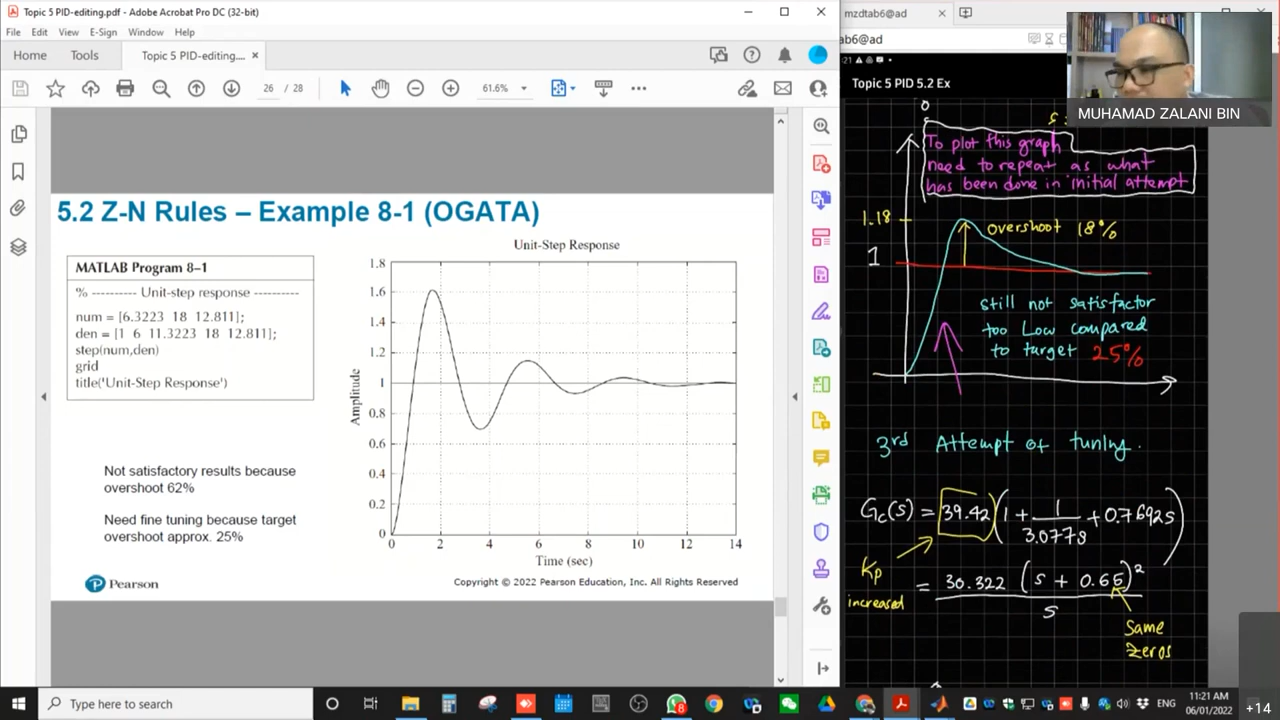 Topic 5 PID-editing.pdf - Adobe Acrobat Pro DC (32-bit)
File Edit View E-Sign Window Help
Home Tools Topic 5 PID-editing....
26 / 28 61.6%
5.2 Z-N Rules – Example 8-1 (OGATA)
MATLAB Program 8–1
% ---------- Unit-step response ----------
num = [6.3223 18 12.811];
den = [1 6 11.3223 18 12.811];
step(num,den)
grid
title('Unit-Step Response')
Not satisfactory results because
overshoot 62%
Need fine tuning because target
overshoot approx. 25%
Unit-Step Response
Amplitude
1.8
1.6
1.4
1.2
1
0.8
0.6
0.4
0.2
0
0 2 4 6 8 10 12 14
Time (sec)
Pearson
Copyright © 2022 Pearson Education, Inc. All Rights Reserved
mzdtab6@ad
ab6@ad
:21
Topic 5 PID 5.2 Ex
MUHAMAD ZALANI BIN
To plot this graph
need to repeat as what
has been done in initial attempt
1.18
overshoot 18%
1
still not satisfactor
too Low compared
to target 25%
3rd Attempt of tuning.
Gc(s) = 39.42 (1 + 1/3.077s + 0.7692s)
Kp
increased
= 30.322 (s + 0.65)² / s
Same
zeros
Type here to search
ENG
11:21 AM
06/01/2022
+14